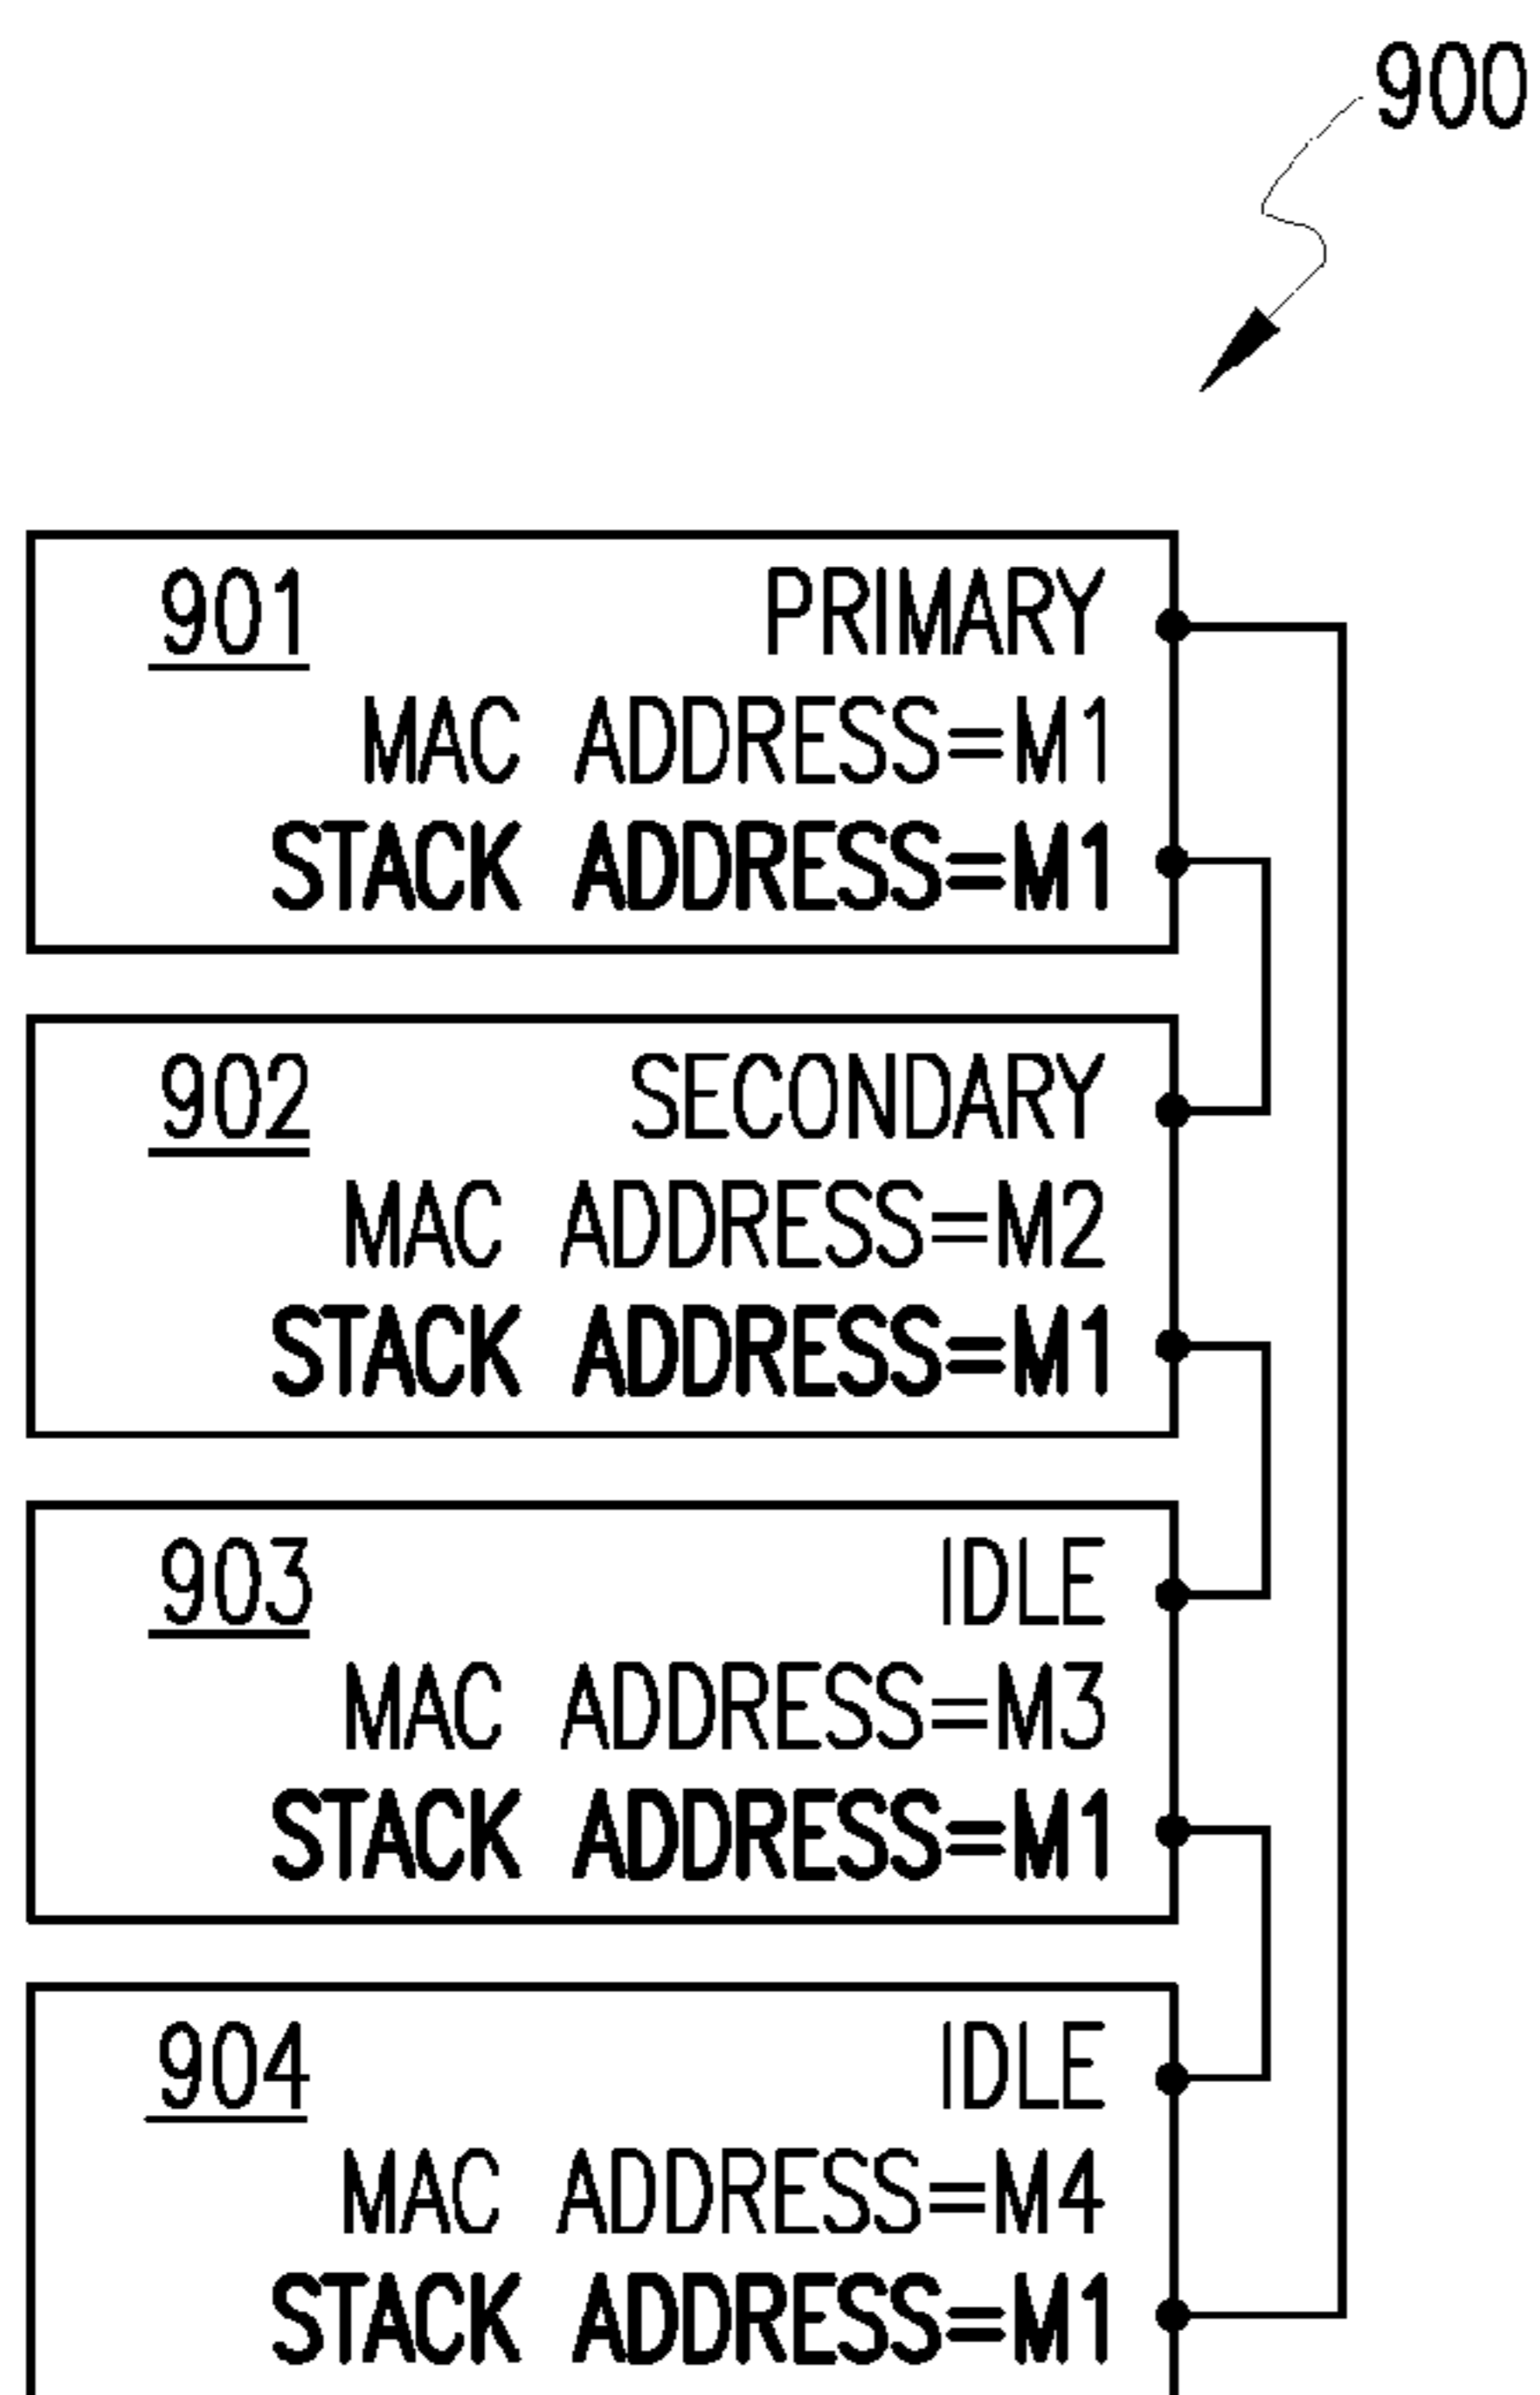 900
901 PRIMARY
MAC ADDRESS=M1
STACK ADDRESS=M1
902 SECONDARY
MAC ADDRESS=M2
STACK ADDRESS=M1
903 IDLE
MAC ADDRESS=M3
STACK ADDRESS=M1
904 IDLE
MAC ADDRESS=M4
STACK ADDRESS=M1